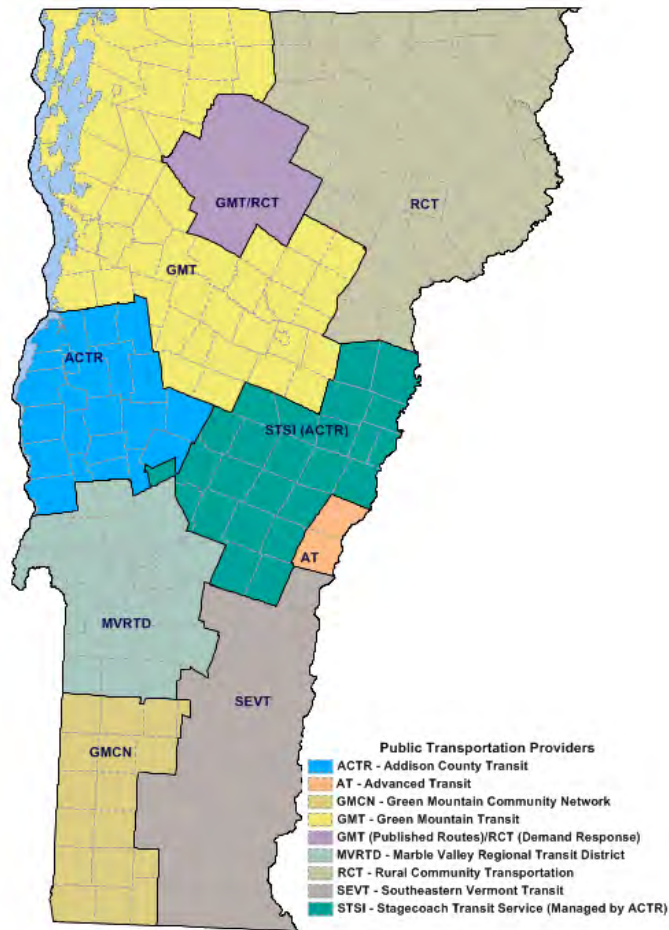 GMT/RCT
RCT
GMT
ACTR
STSI (ACTR)
AT
MVRTD
SEVT
GMCN
Public Transportation Providers
ACTR - Addison County Transit
AT - Advanced Transit
GMCN - Green Mountain Community Network
GMT - Green Mountain Transit
GMT (Published Routes)/RCT (Demand Response)
MVRTD - Marble Valley Regional Transit District
RCT - Rural Community Transportation
SEVT - Southeastern Vermont Transit
STSI - Stagecoach Transit Service (Managed by ACTR)